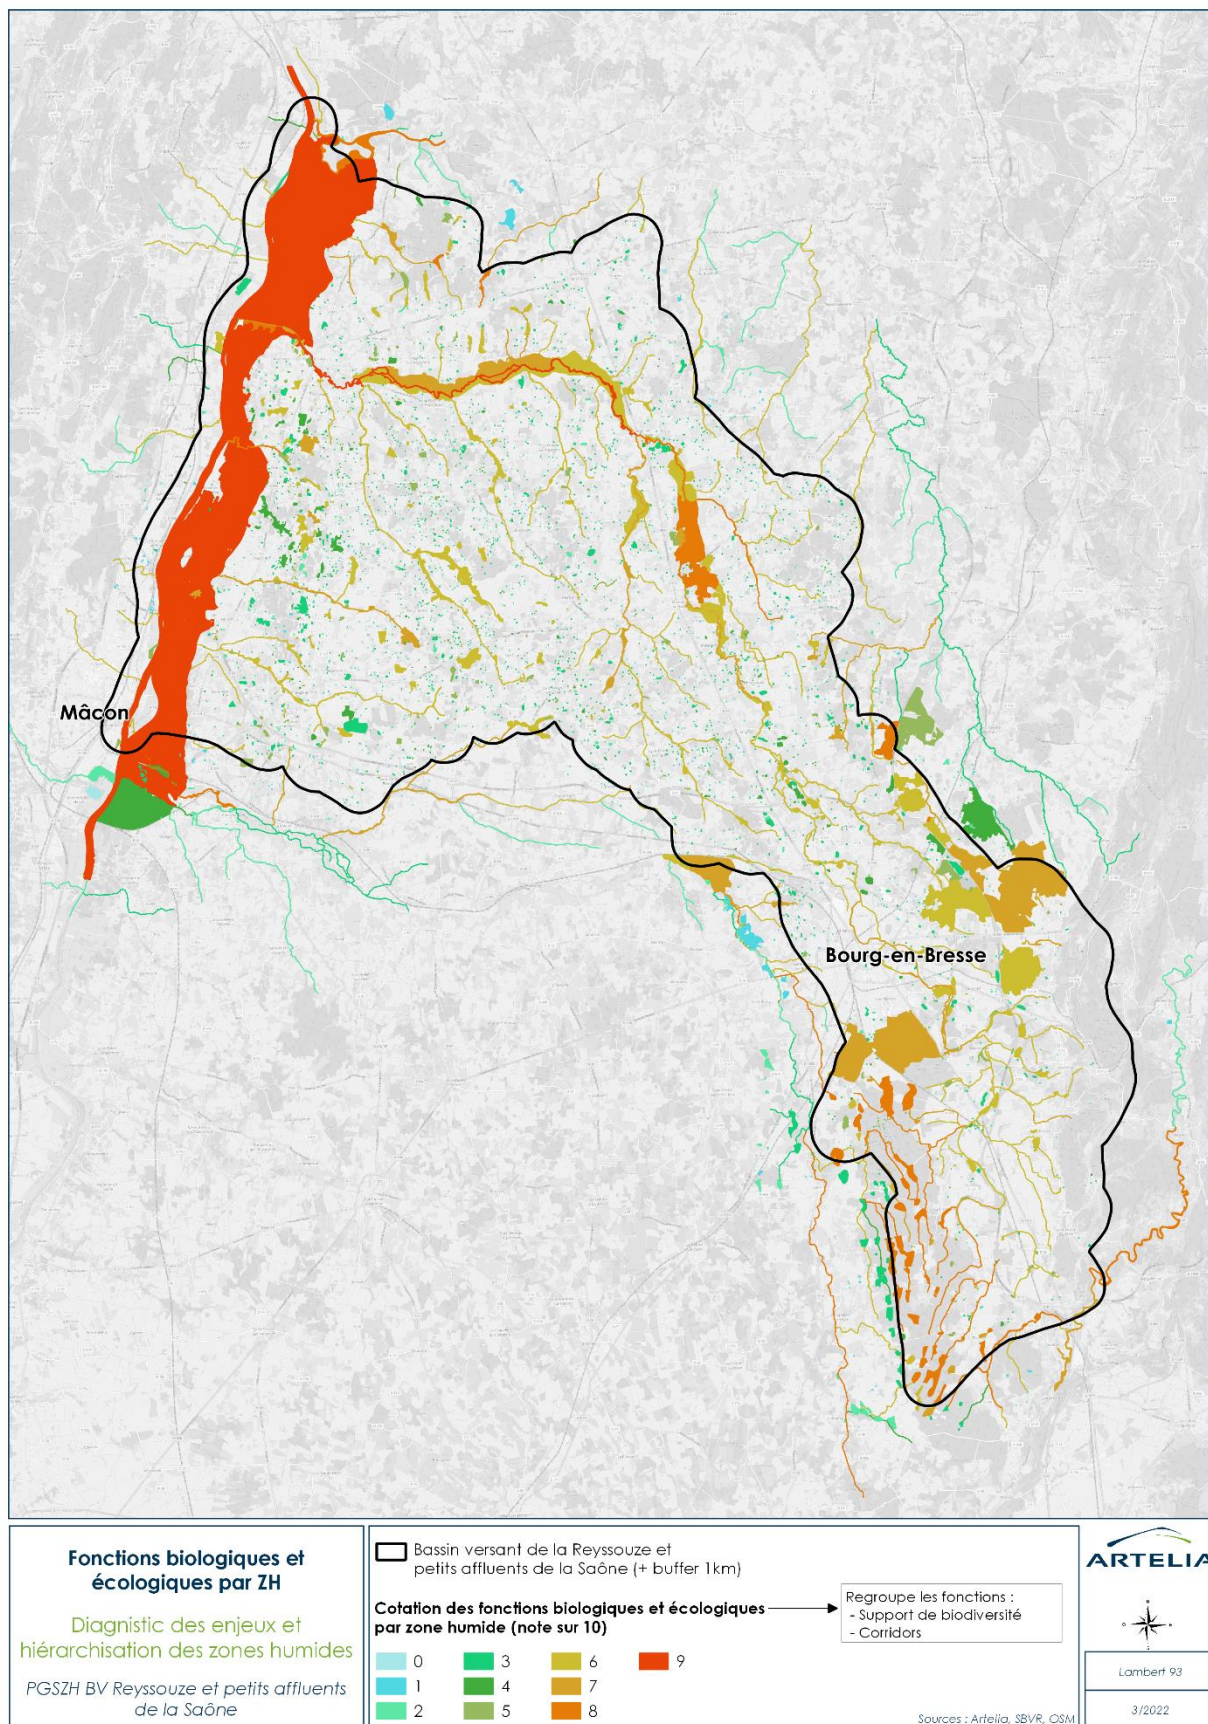 Mâcon
Bourg-en-Bresse
Fonctions biologiques et
écologiques par ZH
Diagnistic des enjeux et
hiérarchisation des zones humides
PGSZH BV Reyssouze et petits affluents
de la Saône
Bassin versant de la Reyssouze et
petits affluents de la Saône (+ buffer 1km)
Cotation des fonctions biologiques et écologiques
par zone humide (note sur 10)
Regroupe les fonctions :
- Support de biodiversité
- Corridors
0
1
2
3
4
5
6
7
8
9
Sources : Artelia, SBVR, OSM
ARTELIA
Lambert 93
3/2022